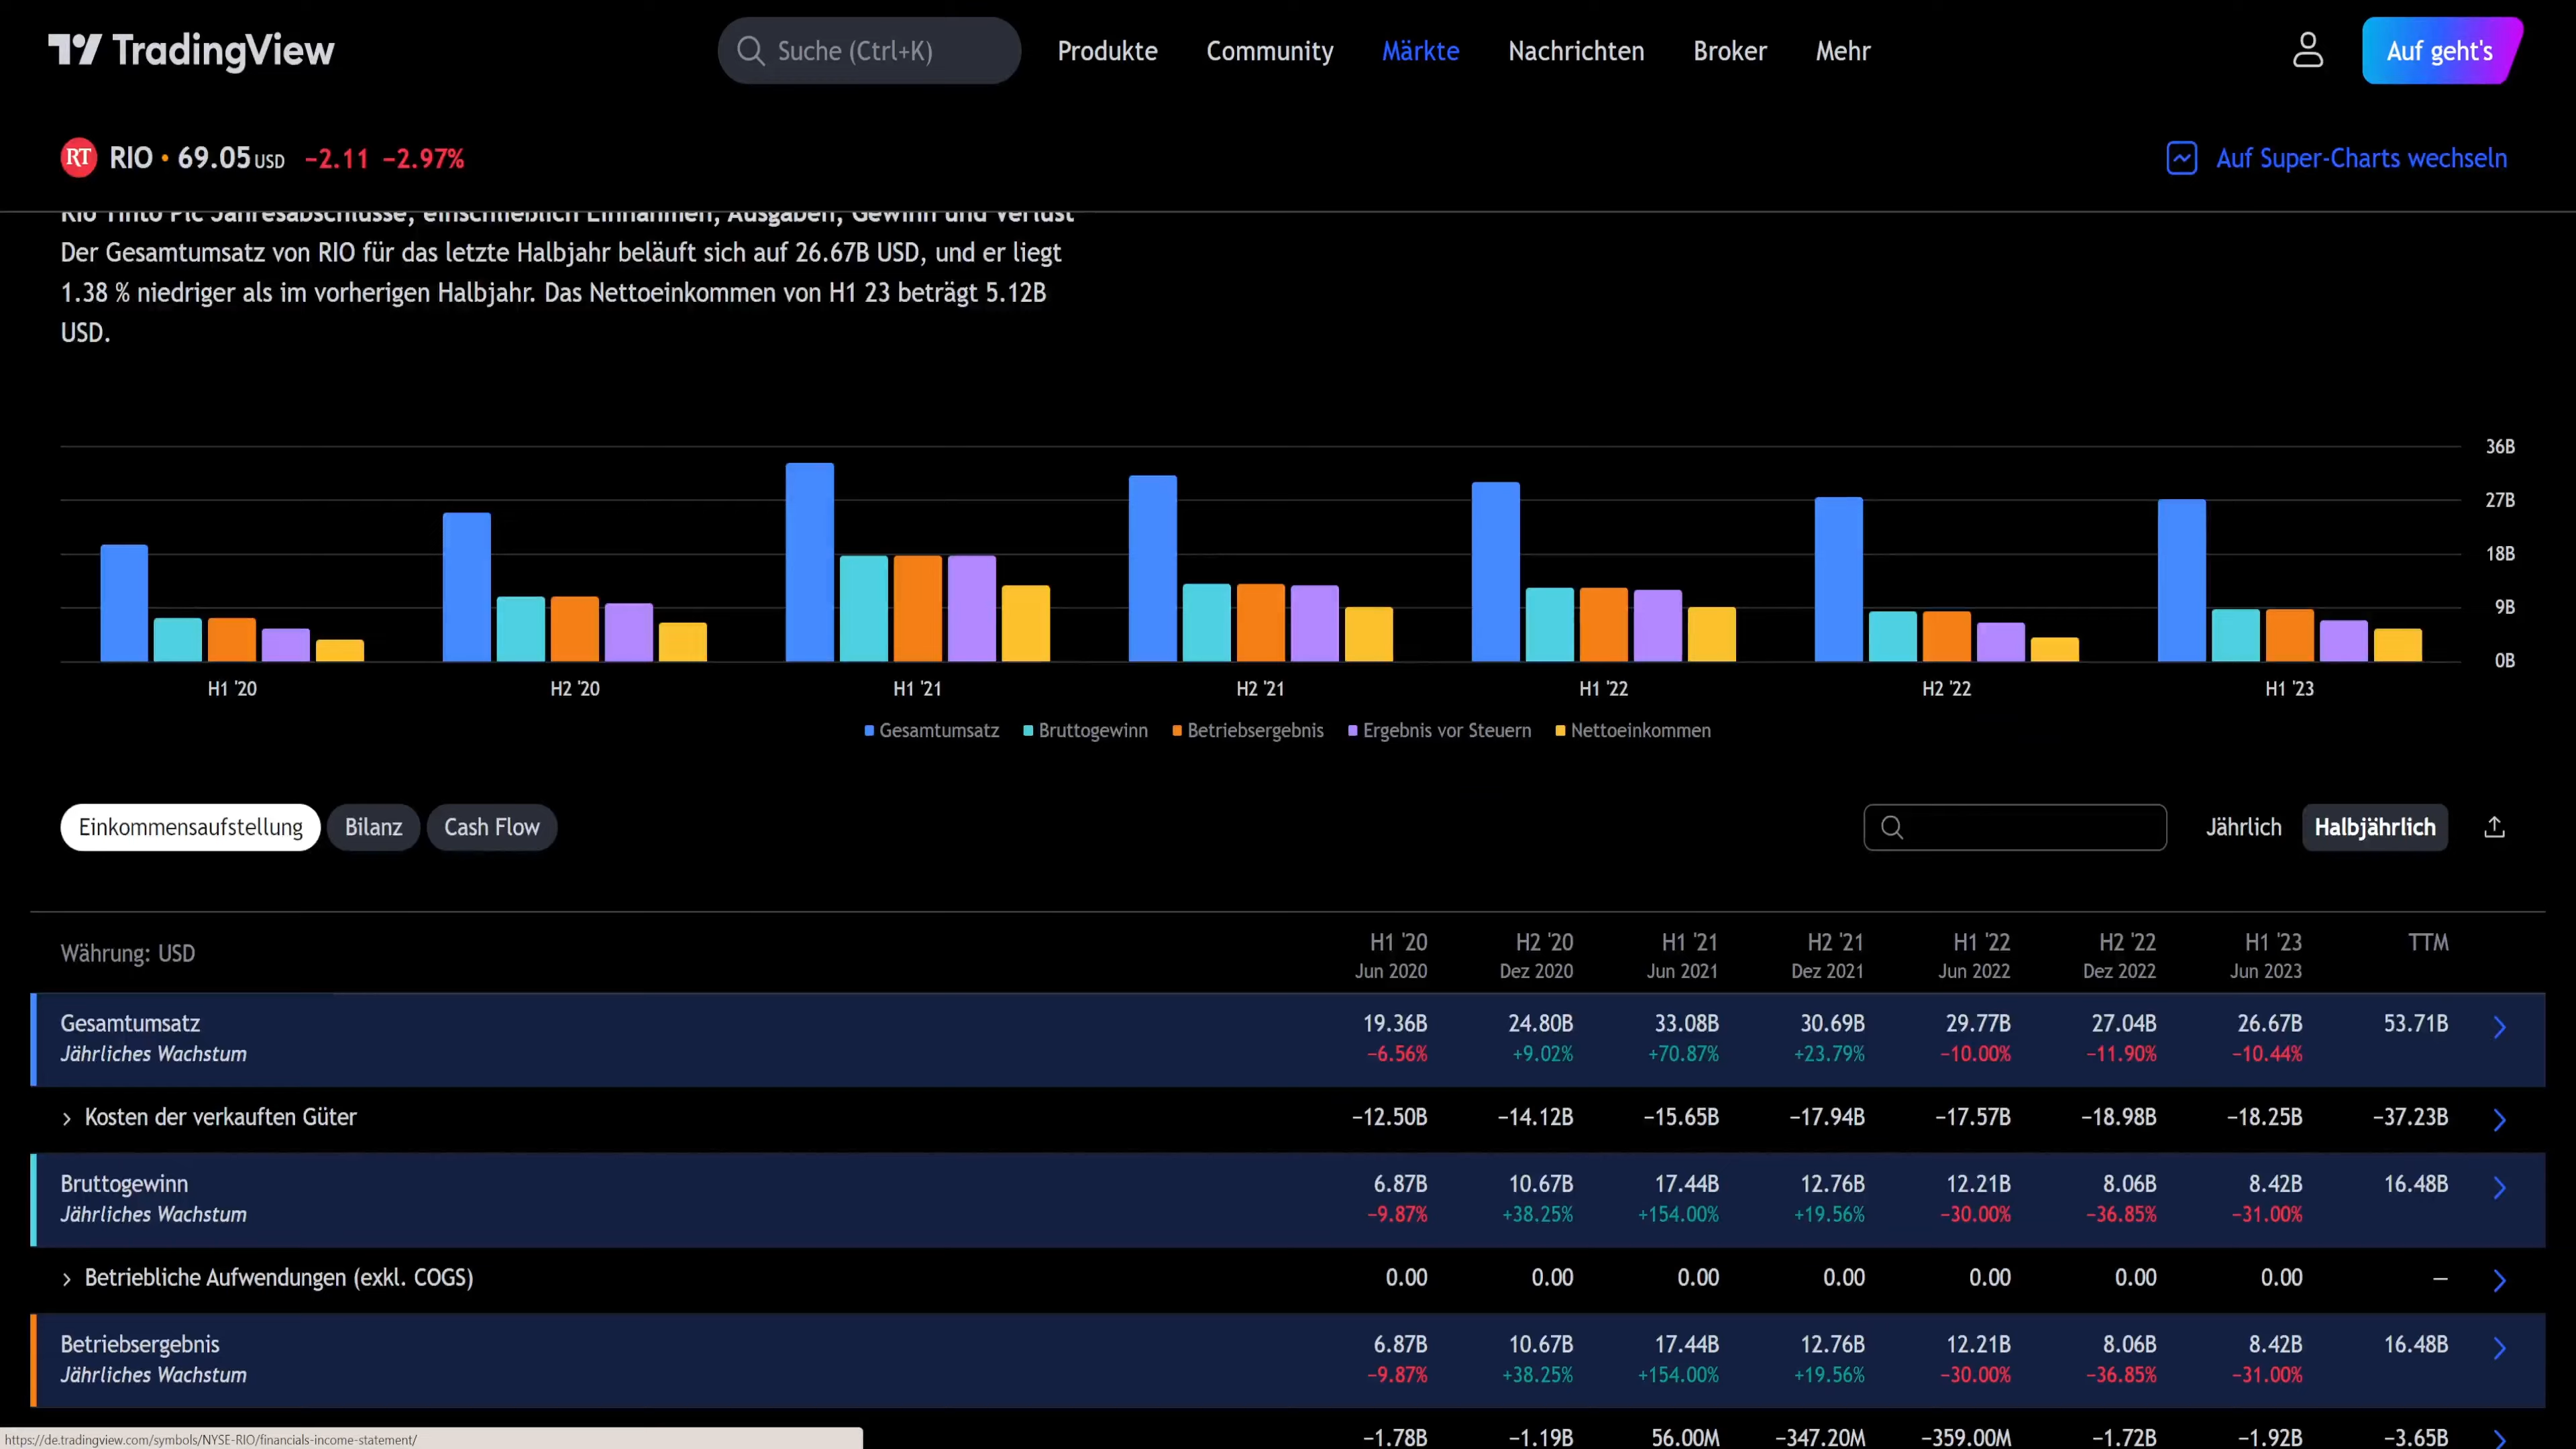 TradingView
Suche (Ctrl+K)
Produkte
Community
Märkte
Nachrichten
Broker
Mehr
Auf geht's
RT RIO • 69.05 USD −2.11 −2.97%
Auf Super-Charts wechseln
Rio Tinto Plc Jahresabschlüsse, einschließlich Einnahmen, Ausgaben, Gewinn und Verlust
Der Gesamtumsatz von RIO für das letzte Halbjahr beläuft sich auf 26.67B USD, und er liegt
1.38 % niedriger als im vorherigen Halbjahr. Das Nettoeinkommen von H1 23 beträgt 5.12B
USD.
36B
27B
18B
9B
0B
H1 '20 H2 '20 H1 '21 H2 '21 H1 '22 H2 '22 H1 '23
Gesamtumsatz Bruttogewinn Betriebsergebnis Ergebnis vor Steuern Nettoeinkommen
Einkommensaufstellung Bilanz Cash Flow
Jährlich Halbjährlich
Währung: USD
H1 '20 H2 '20 H1 '21 H2 '21 H1 '22 H2 '22 H1 '23 TTM
Jun 2020 Dez 2020 Jun 2021 Dez 2021 Jun 2022 Dez 2022 Jun 2023
Gesamtumsatz 19.36B 24.80B 33.08B 30.69B 29.77B 27.04B 26.67B 53.71B
Jährliches Wachstum −6.56% +9.02% +70.87% +23.79% −10.00% −11.90% −10.44%
Kosten der verkauften Güter −12.50B −14.12B −15.65B −17.94B −17.57B −18.98B −18.25B −37.23B
Bruttogewinn 6.87B 10.67B 17.44B 12.76B 12.21B 8.06B 8.42B 16.48B
Jährliches Wachstum −9.87% +38.25% +154.00% +19.56% −30.00% −36.85% −31.00%
Betriebliche Aufwendungen (exkl. COGS) 0.00 0.00 0.00 0.00 0.00 0.00 0.00 —
Betriebsergebnis 6.87B 10.67B 17.44B 12.76B 12.21B 8.06B 8.42B 16.48B
Jährliches Wachstum −9.87% +38.25% +154.00% +19.56% −30.00% −36.85% −31.00%
−1.78B −1.19B 56.00M −347.20M −359.00M −1.72B −1.92B −3.65B
https://de.tradingview.com/symbols/NYSE-RIO/financials-income-statement/